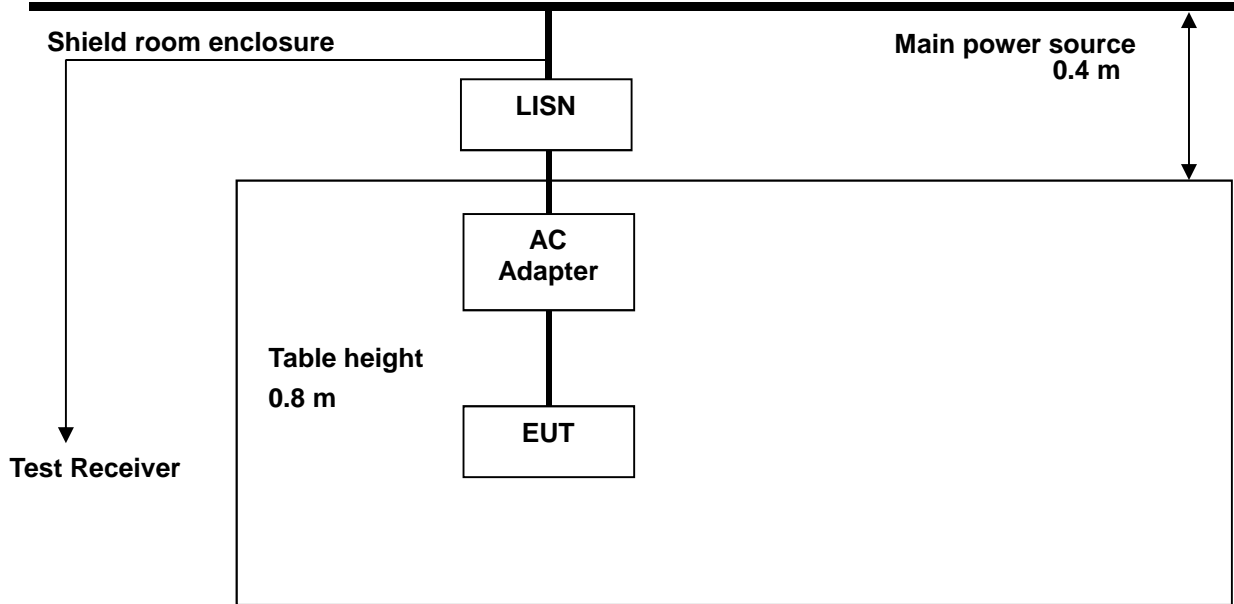 Shield room enclosure
Main power source
0.4 m
LISN
AC
Adapter
Table height
0.8 m
EUT
Test Receiver